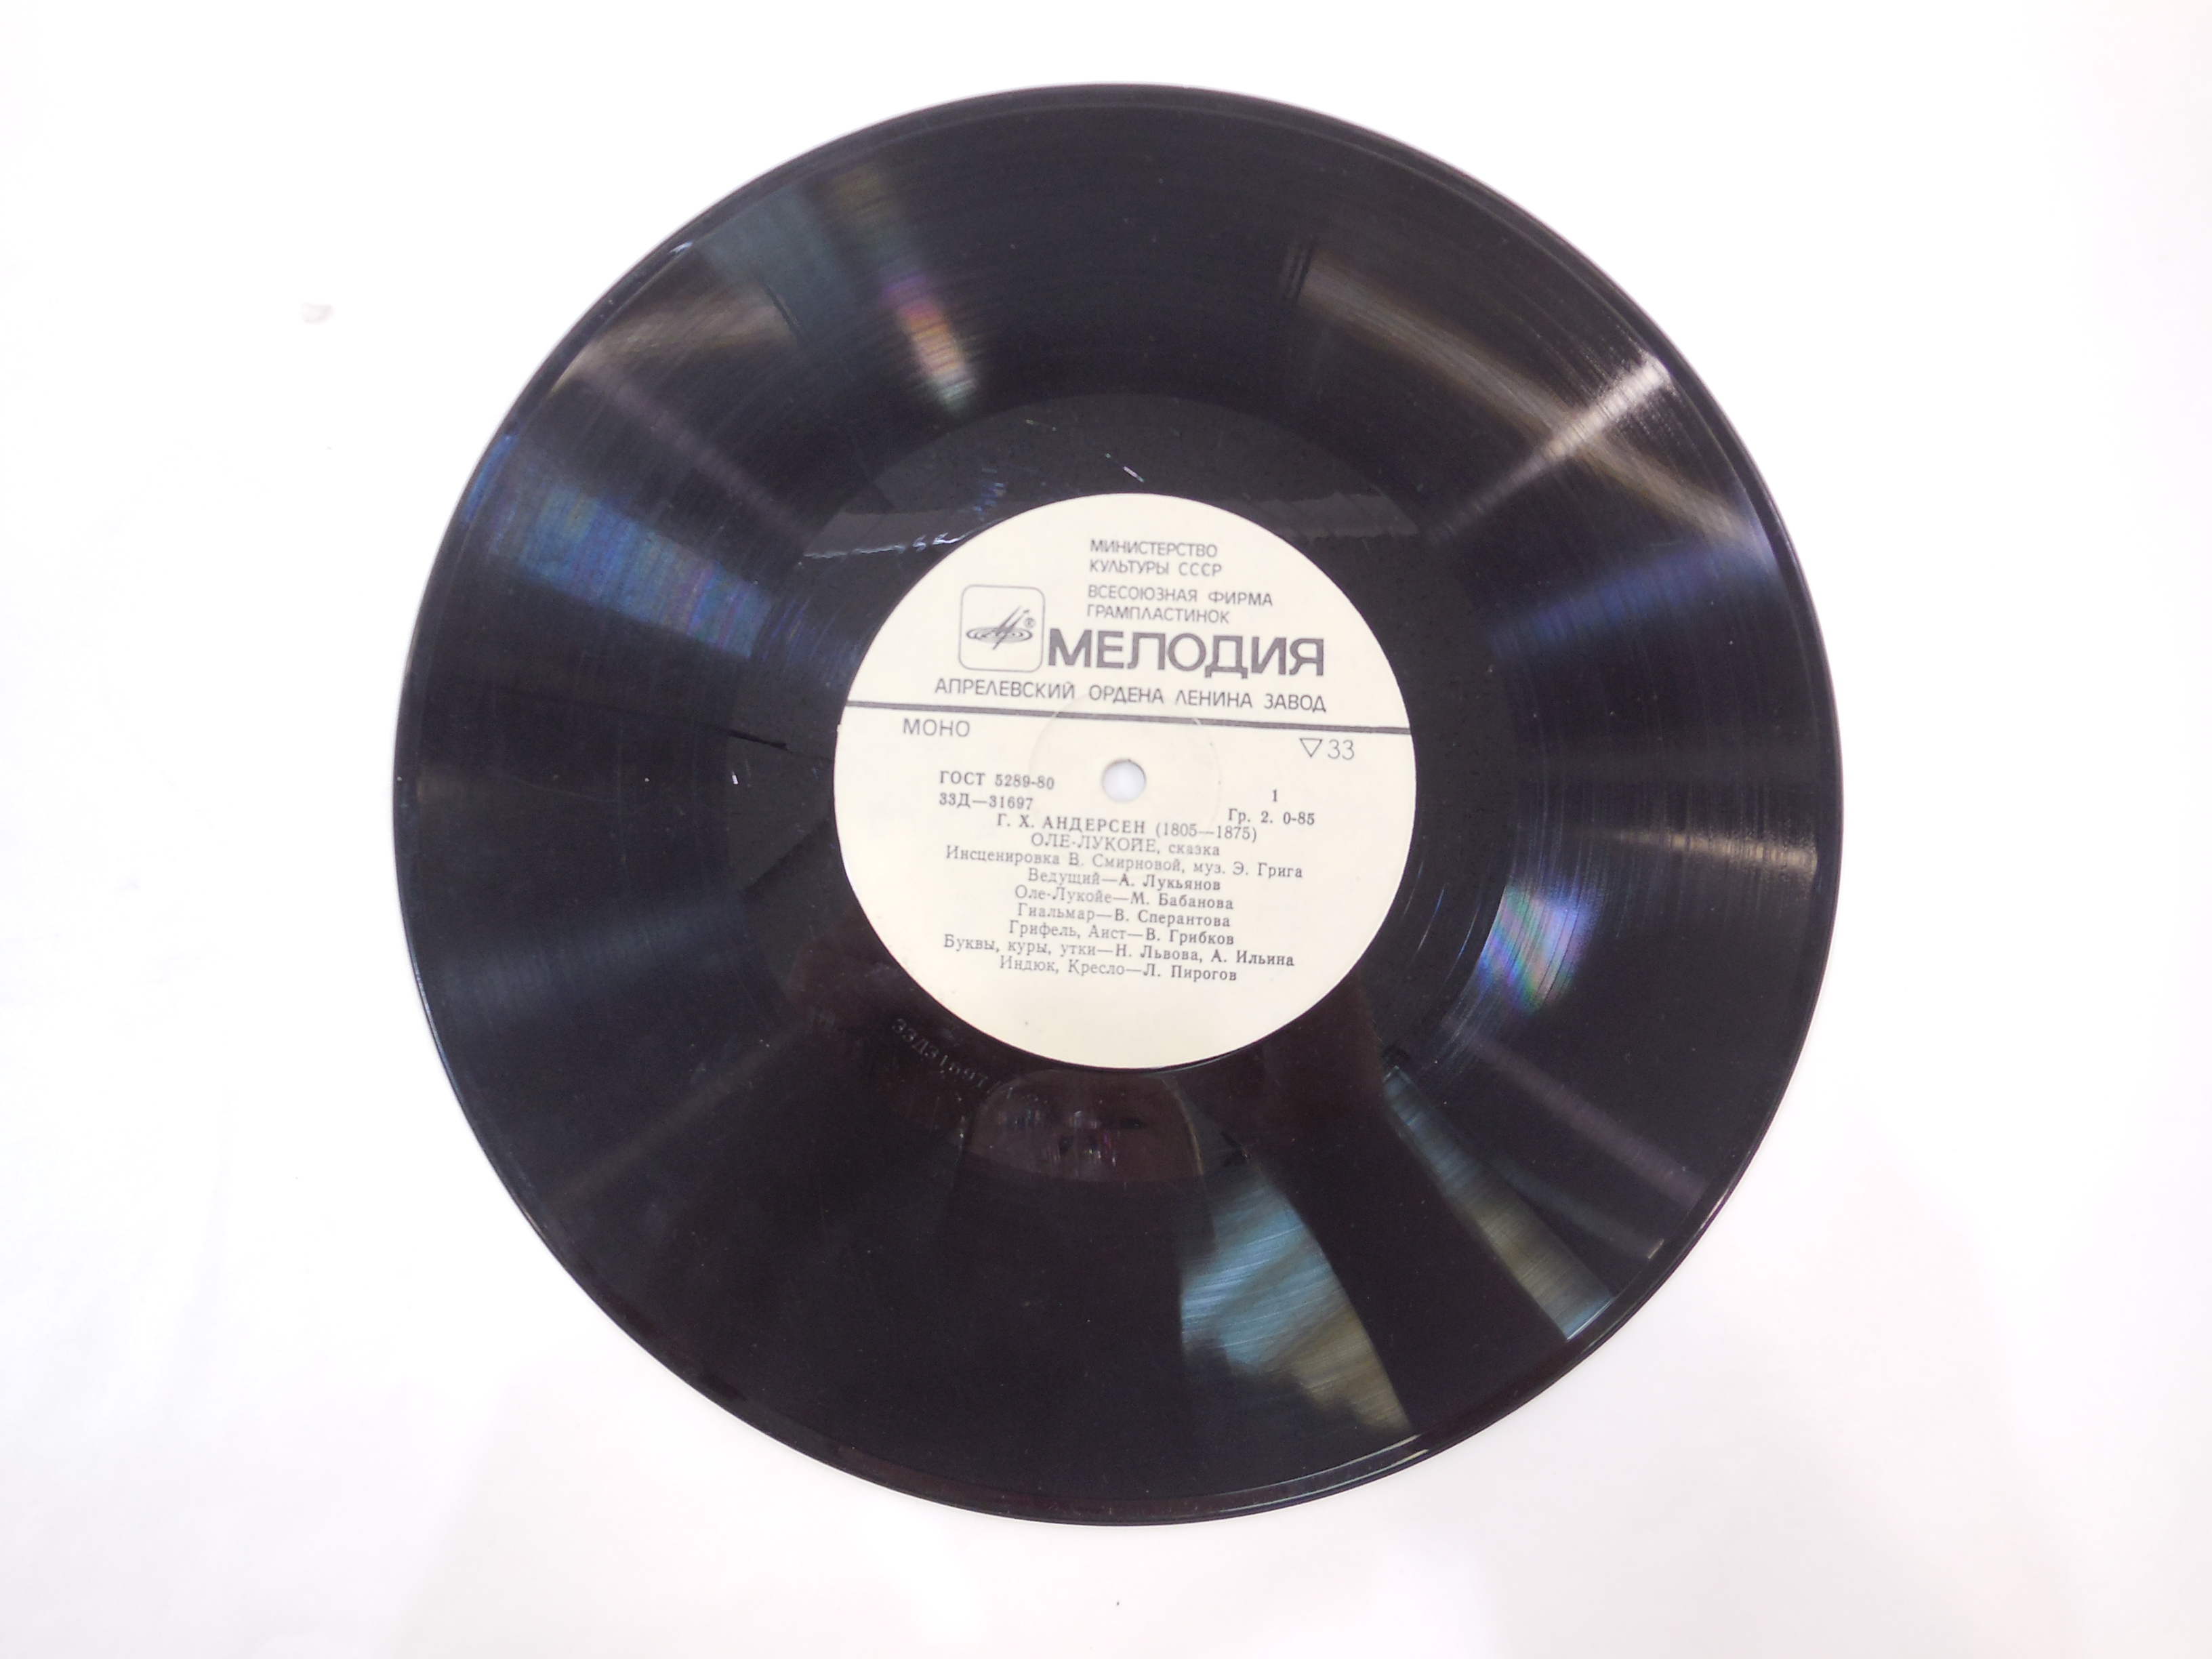 МИНИСТЕРСТВО
КУЛЬТУРЫ СССР
ВСЕСОЮЗНАЯ ФИРМА
ГРАМПЛАСТИНОК
®
МЕЛОДИЯ
АПРЕЛЕВСКИЙ ОРДЕНА ЛЕНИНА ЗАВОД
МОНО
▽33
ГОСТ 5289-80
33Д—31697
1
Гр. 2. 0-85
Г. Х. АНДЕРСЕН (1805—1875)
ОЛЕ-ЛУКОЙЕ, сказка
Инсценировка В. Смирновой, муз. Э. Грига
Ведущий—А. Лукьянов
Оле-Лукойе—М. Бабанова
Гиальмар—В. Сперантова
Грифель, Аист—В. Грибков
Буквы, куры, утки—Н. Львова, А. Ильина
Индюк, Кресло—Л. Пирогов